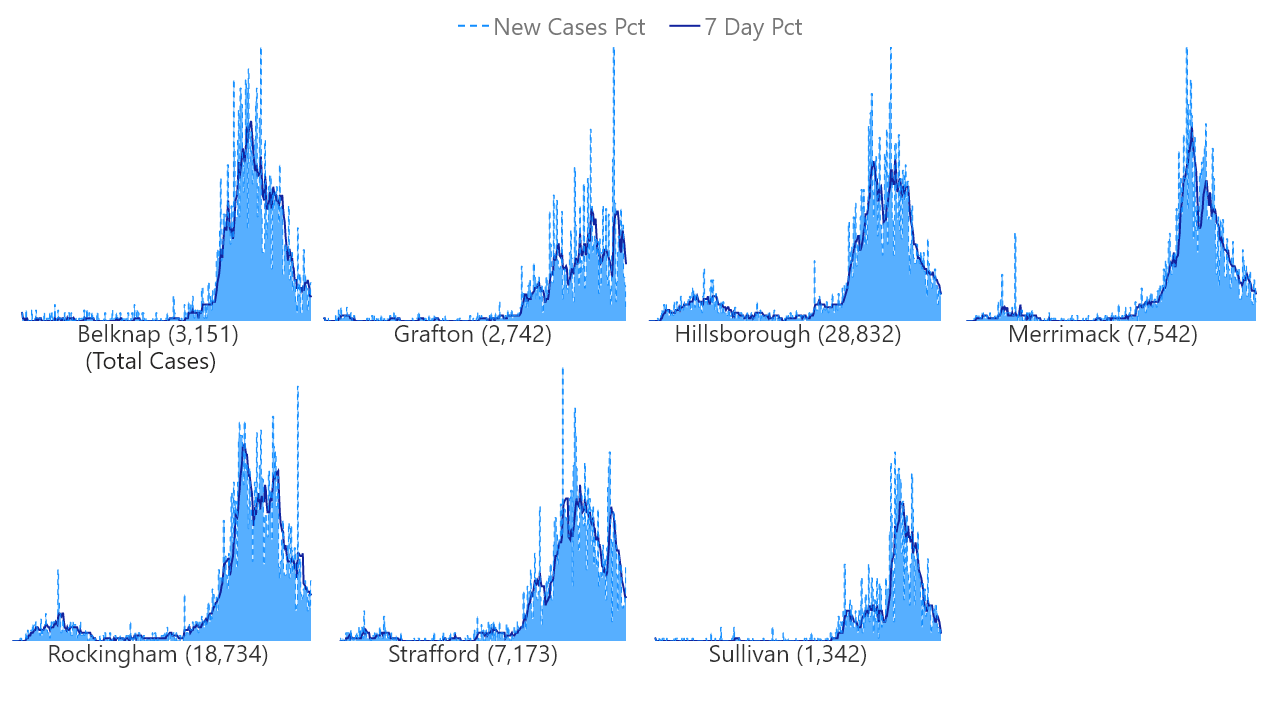 New Cases Pct 7 Day Pct
Belknap (3,151) Grafton (2,742) Hillsborough (28,832) Merrimack (7,542)
(Total Cases)
Rockingham (18,734) Strafford (7,173) Sullivan (1,342)